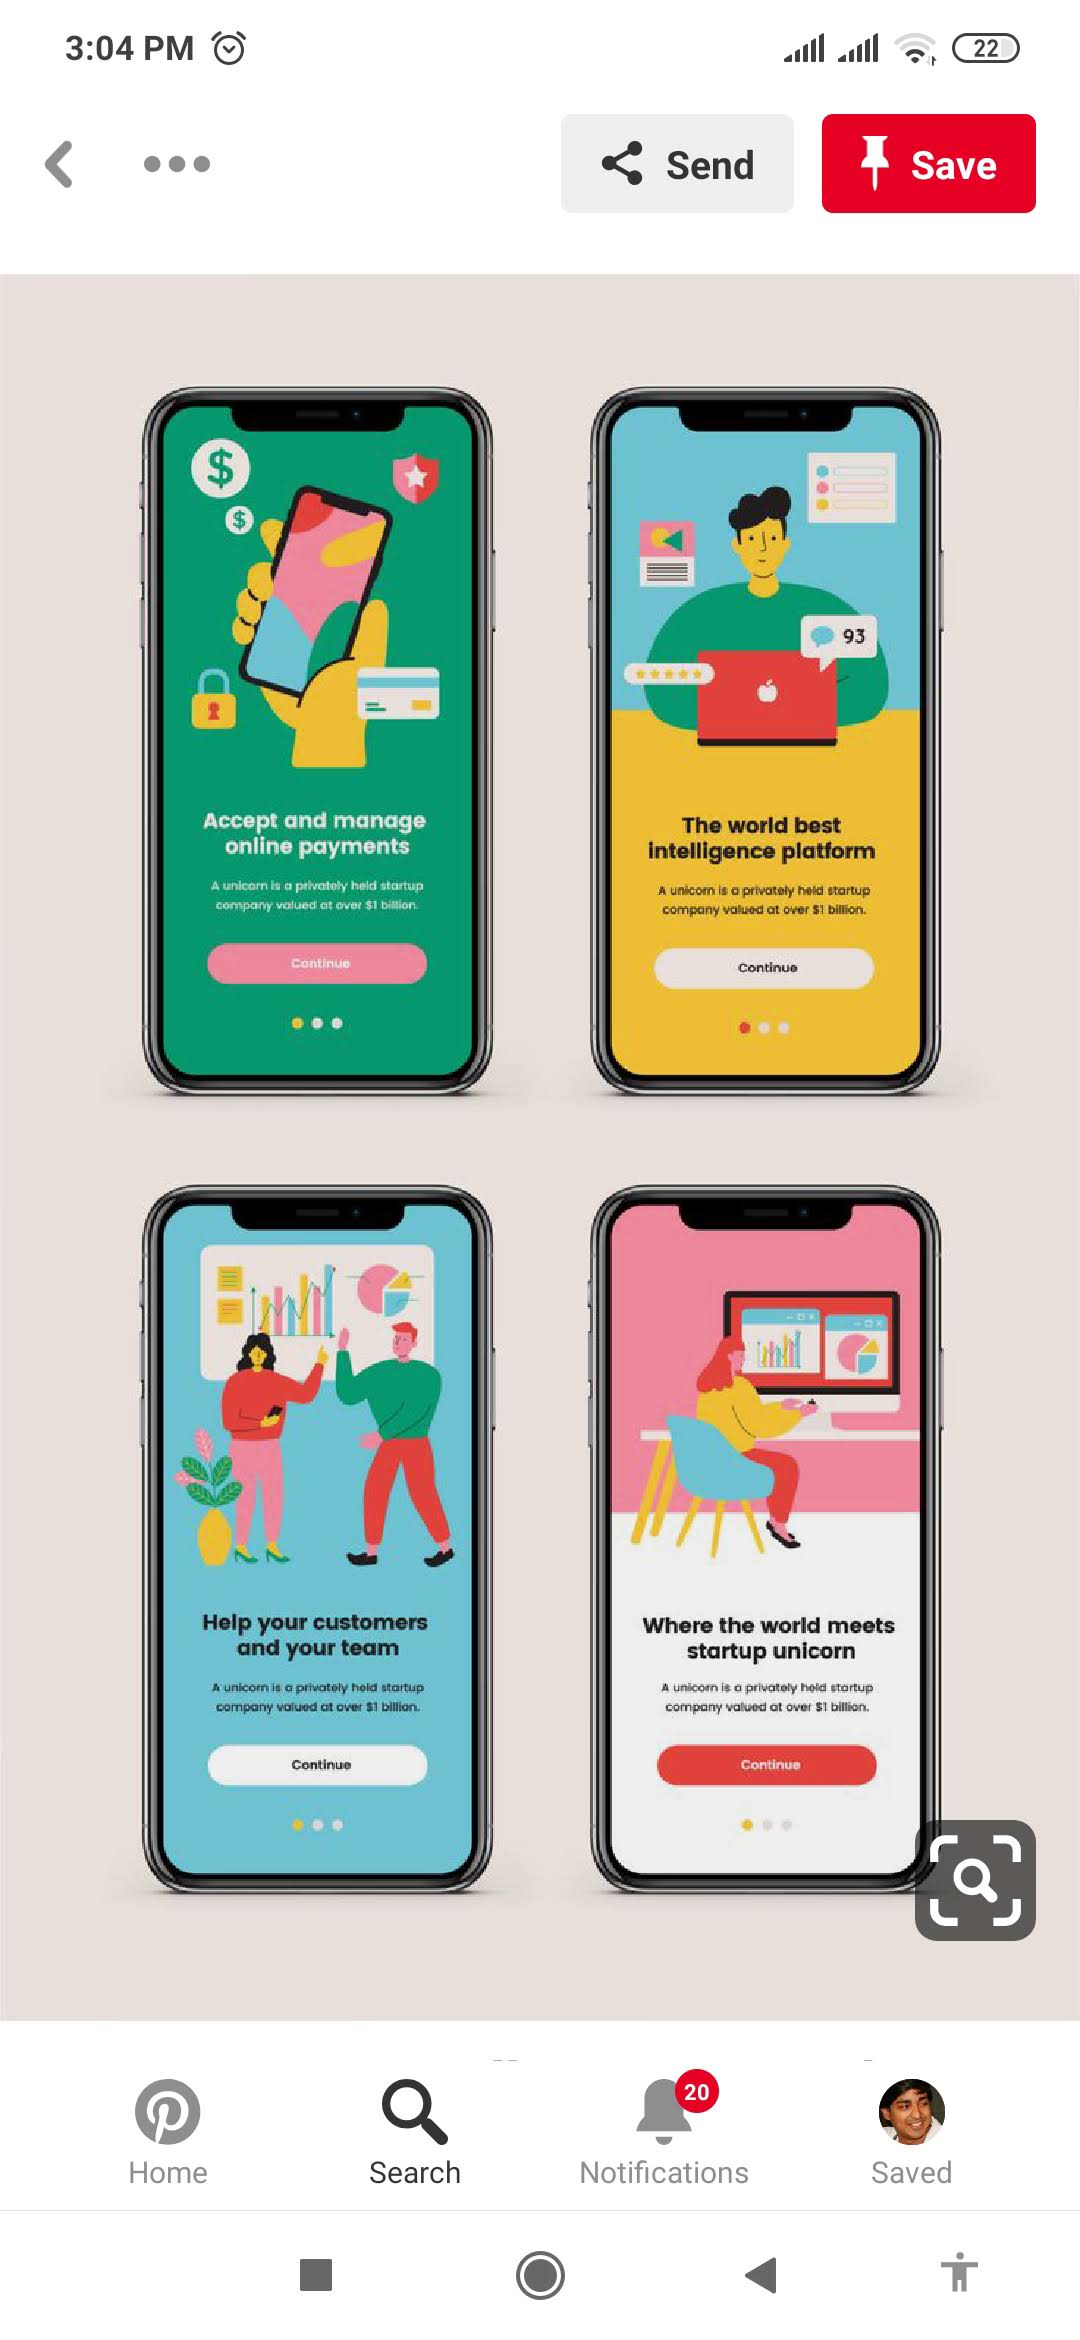 3:04 PM
22
Send
Save
$
$
Accept and manage
online payments
A unicorn is a privately held startup
company valued at over $1 billion.
Continue
93
The world best
intelligence platform
A unicorn is a privately held startup
company valued at over $1 billion.
Continue
Help your customers
and your team
A unicorn is a privately held startup
company valued at over $1 billion.
Continue
Where the world meets
startup unicorn
A unicorn is a privately held startup
company valued at over $1 billion.
Continue
20
Home
Search
Notifications
Saved